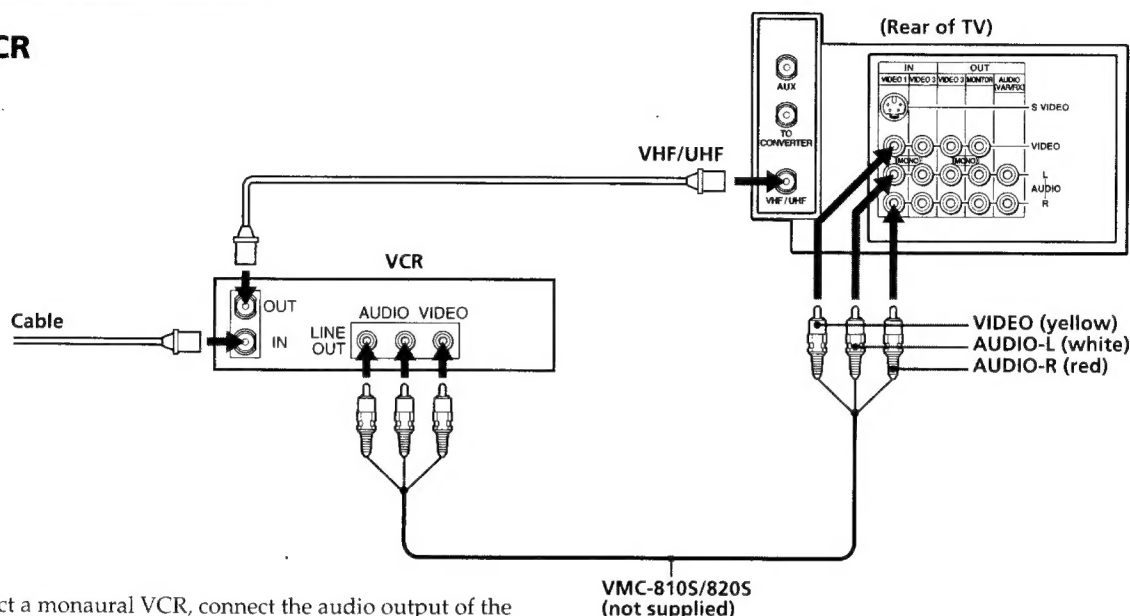 CR
(Rear of TV)
IN OUT
VIDEO 1 VIDEO 3 VIDEO 3 MONITOR AUDIO (VAR/FIX)
AUX
S VIDEO
TO CONVERTER
VIDEO
(MONO) (MONO)
VHF/UHF
L
AUDIO
R
VHF/UHF
VCR
OUT
AUDIO VIDEO
Cable
IN
LINE OUT
VIDEO (yellow)
AUDIO-L (white)
AUDIO-R (red)
VMC-810S/820S
(not supplied)
ct a monaural VCR, connect the audio output of the